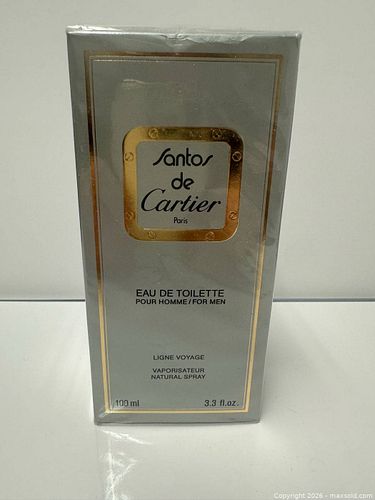 Santos
de
Cartier
Paris
EAU DE TOILETTE
POUR HOMME/FOR MEN
LIGNE VOYAGE
VAPORISATEUR
NATURAL SPRAY
100 ml 3.3 fl.oz.
Copyright 2026 - maxsold.com